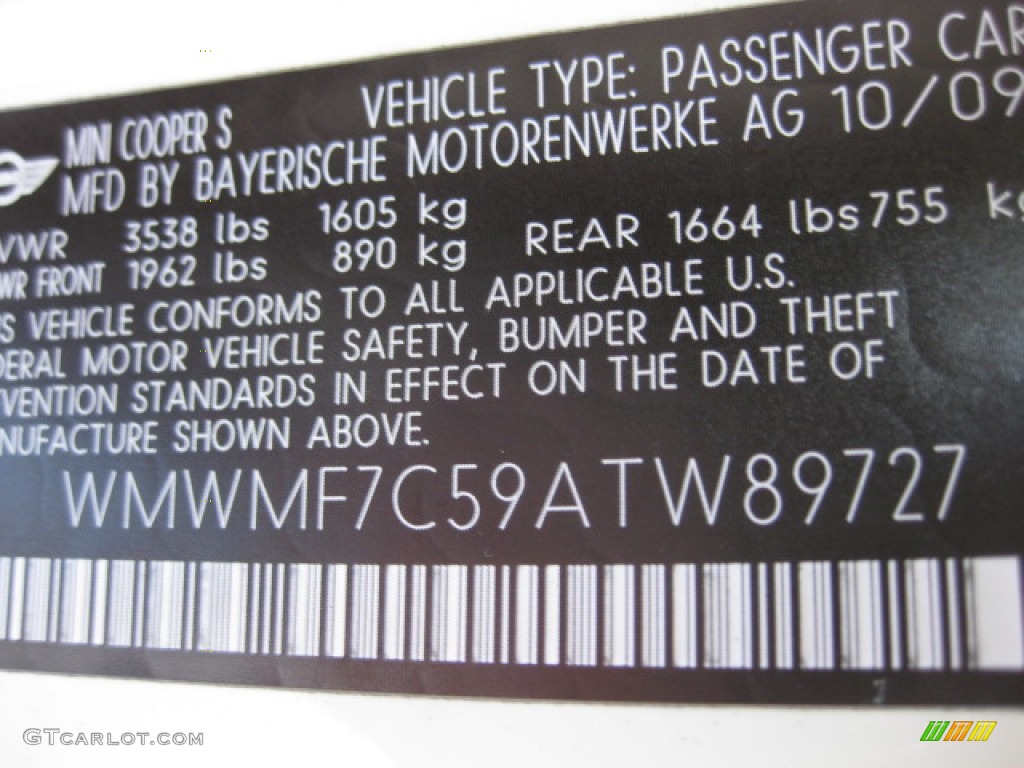 VEHICLE TYPE: PASSENGER CAR
MINI COOPER S
MFD BY BAYERISCHE MOTORENWERKE AG 10/09
VWR 3538 lbs 1605 kg
WR FRONT 1962 lbs 890 kg REAR 1664 lbs 755 kg
S VEHICLE CONFORMS TO ALL APPLICABLE U.S.
DERAL MOTOR VEHICLE SAFETY, BUMPER AND THEFT
VENTION STANDARDS IN EFFECT ON THE DATE OF
NUFACTURE SHOWN ABOVE.
WMWMF7C59ATW89727
GTCARLOT.COM